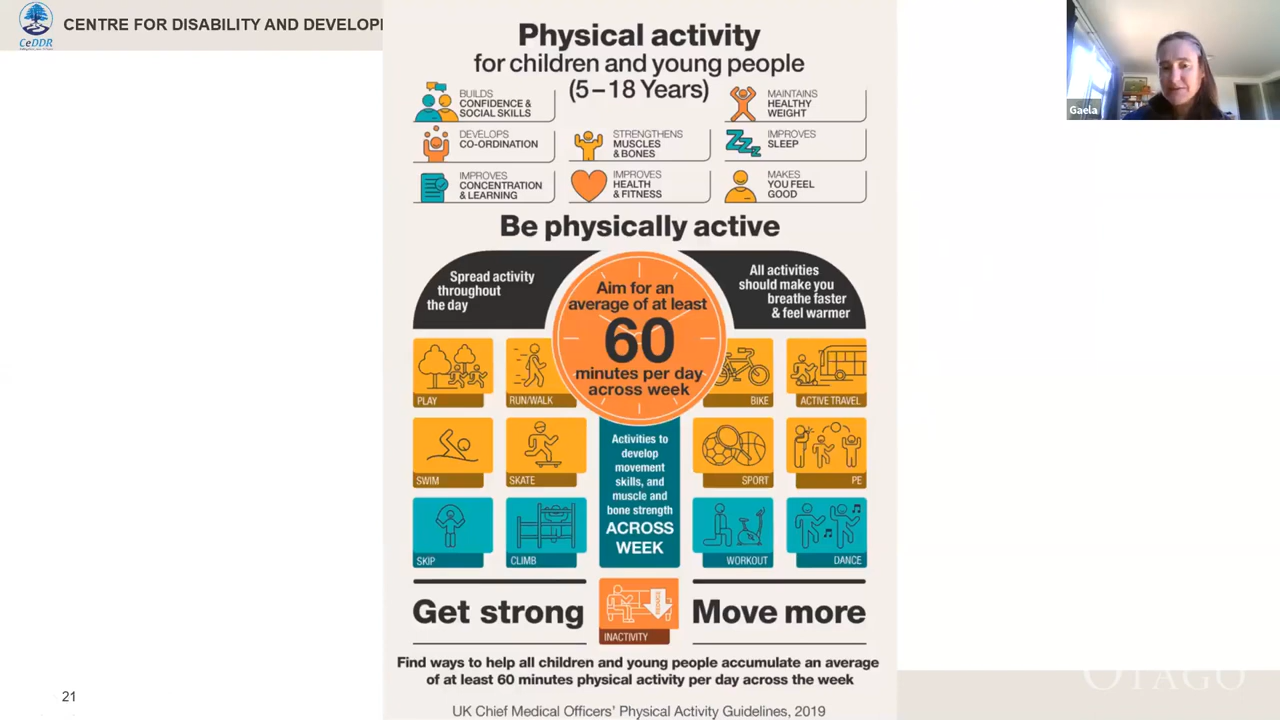 CeDDR
CENTRE FOR DISABILITY AND DEVELOP
Gaela
Physical activity
for children and young people
(5–18 Years)
BUILDS
CONFIDENCE &
SOCIAL SKILLS
MAINTAINS
HEALTHY
WEIGHT
DEVELOPS
CO-ORDINATION
STRENGTHENS
MUSCLES
& BONES
ZZZ
IMPROVES
SLEEP
IMPROVES
CONCENTRATION
& LEARNING
IMPROVES
HEALTH
& FITNESS
MAKES
YOU FEEL
GOOD
Be physically active
Spread activity
throughout
the day
Aim for an
average of at least
60
minutes per day
across week
All activities
should make you
breathe faster
& feel warmer
PLAY
RUN/WALK
BIKE
ACTIVE TRAVEL
SWIM
SKATE
SPORT
PE
SKIP
CLIMB
Activities to
develop
movement
skills, and
muscle and
bone strength
ACROSS
WEEK
WORKOUT
DANCE
Get strong
INACTIVITY
Move more
Find ways to help all children and young people accumulate an average
of at least 60 minutes physical activity per day across the week
UK Chief Medical Officers' Physical Activity Guidelines, 2019
21
OTAGO